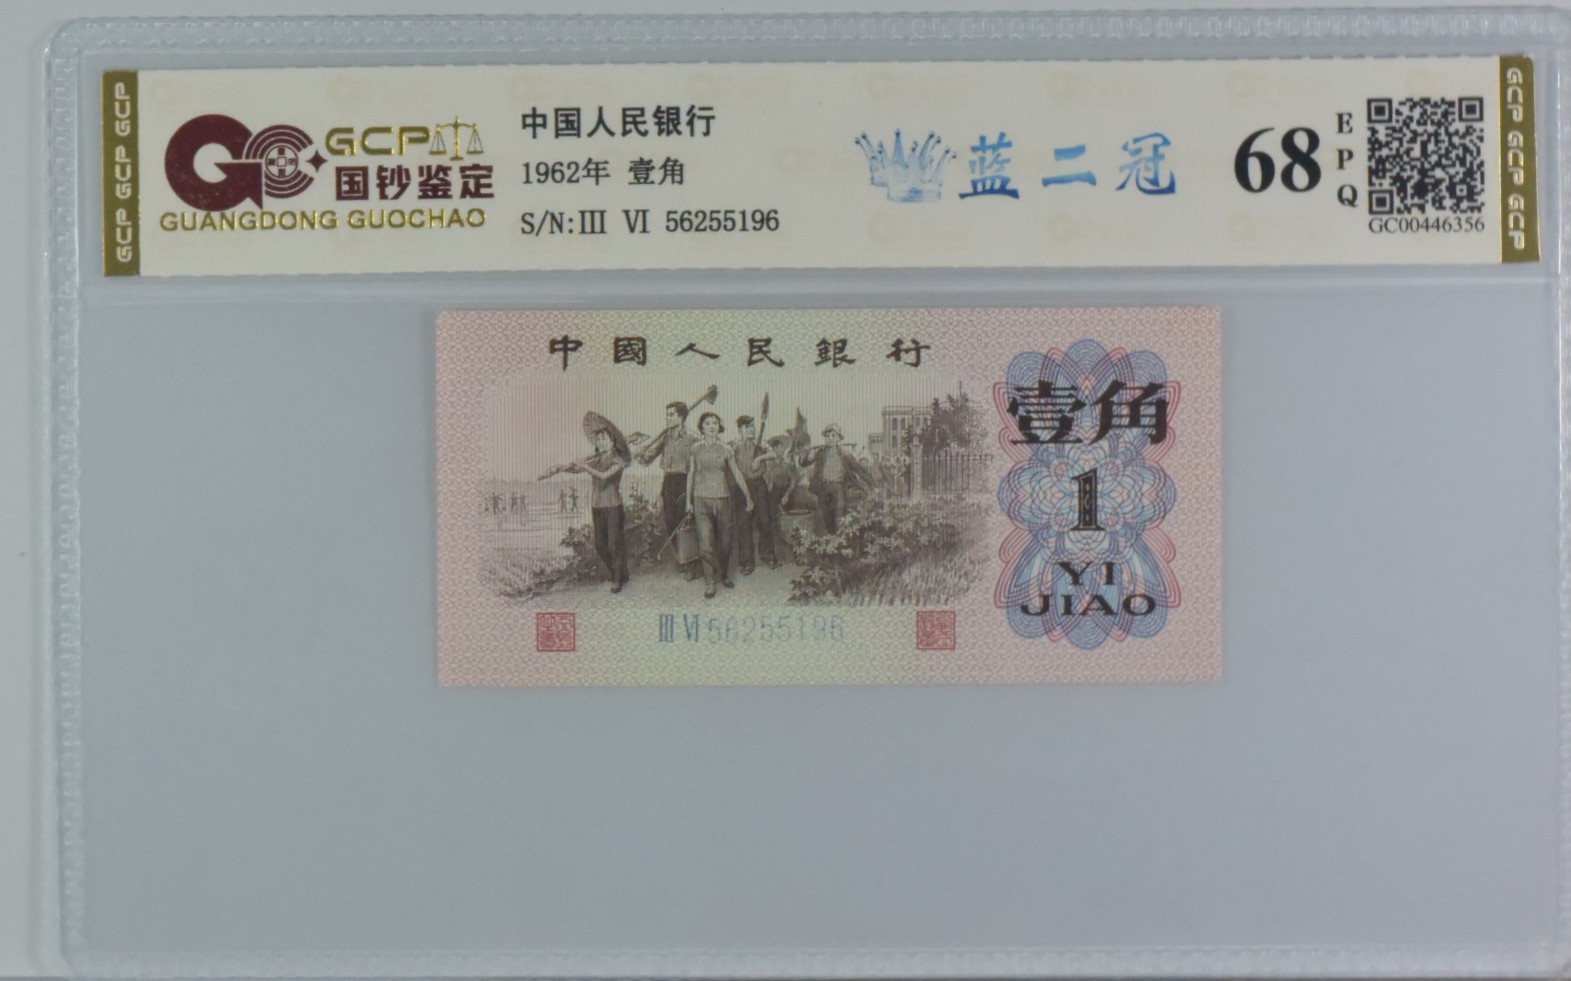 GCP GCP GCP
GCP
国钞鉴定
GUANGDONG GUOCHAO
中国人民银行
1962年 壹角
S/N:III VI 56255196
蓝二冠
68
EPQ
GC00446356
GCP GCP GCP
中國人民銀行
壹角
1
YI
JIAO
III VI 56255196